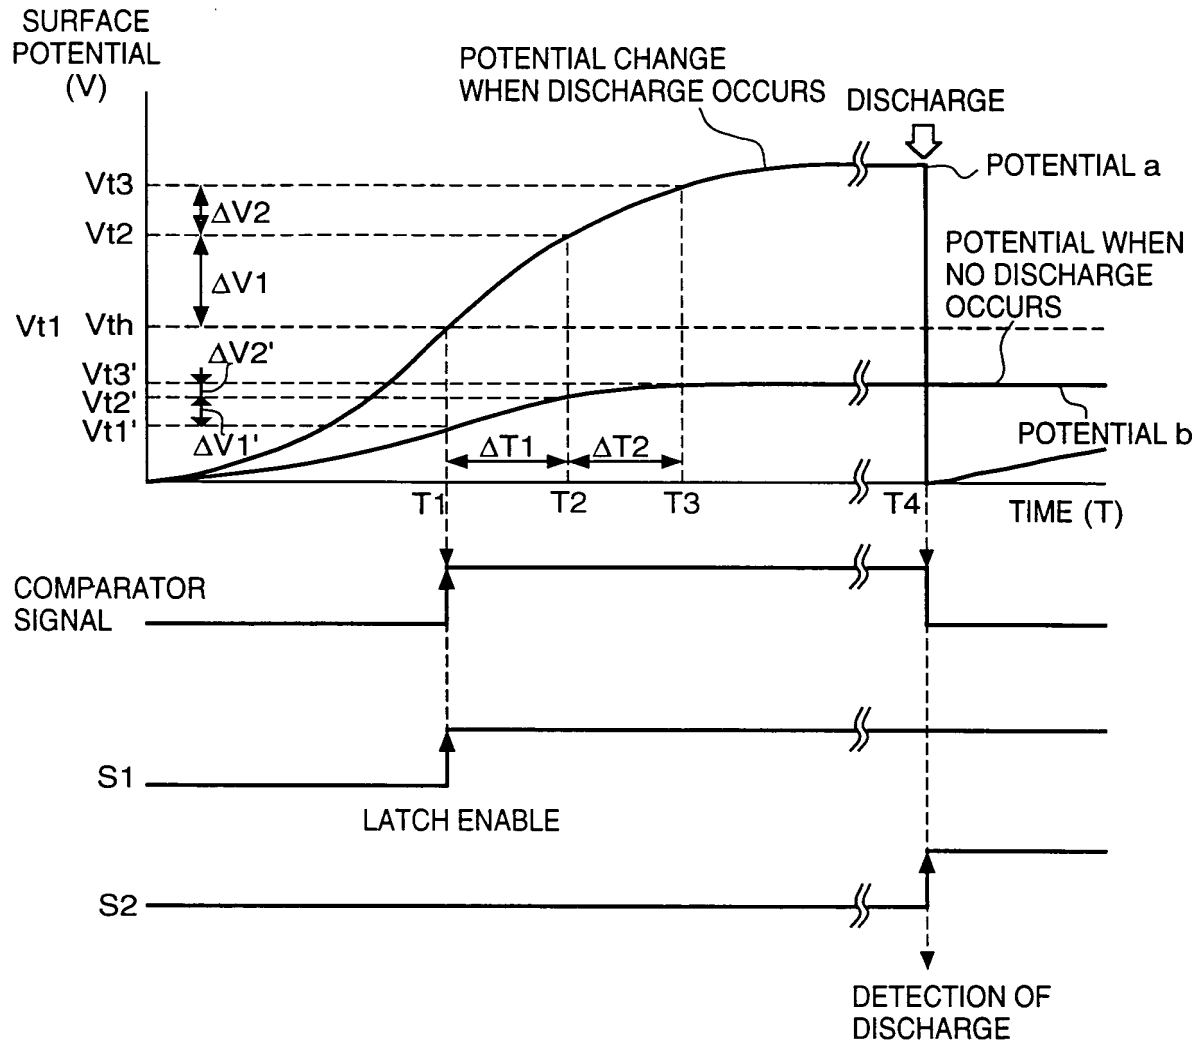 SURFACE
POTENTIAL
(V)
POTENTIAL CHANGE
WHEN DISCHARGE OCCURS
DISCHARGE
POTENTIAL a
Vt3
ΔV2
Vt2
POTENTIAL WHEN
NO DISCHARGE
OCCURS
ΔV1
Vt1 Vth
ΔV2'
Vt3'
Vt2'
Vt1'
ΔV1'
ΔT1 ΔT2
POTENTIAL b
T1 T2 T3 T4 TIME (T)
COMPARATOR
SIGNAL
S1
LATCH ENABLE
S2
DETECTION OF
DISCHARGE